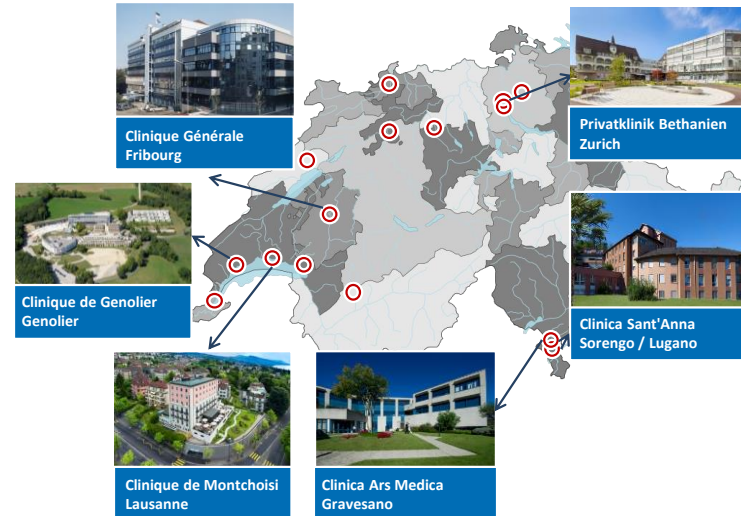 Clinique Générale
Fribourg
Privatklinik Bethanien
Zurich
Clinique de Genolier
Genolier
Clinica Sant'Anna
Sorengo / Lugano
Clinique de Montchoisi
Lausanne
Clinica Ars Medica
Gravesano